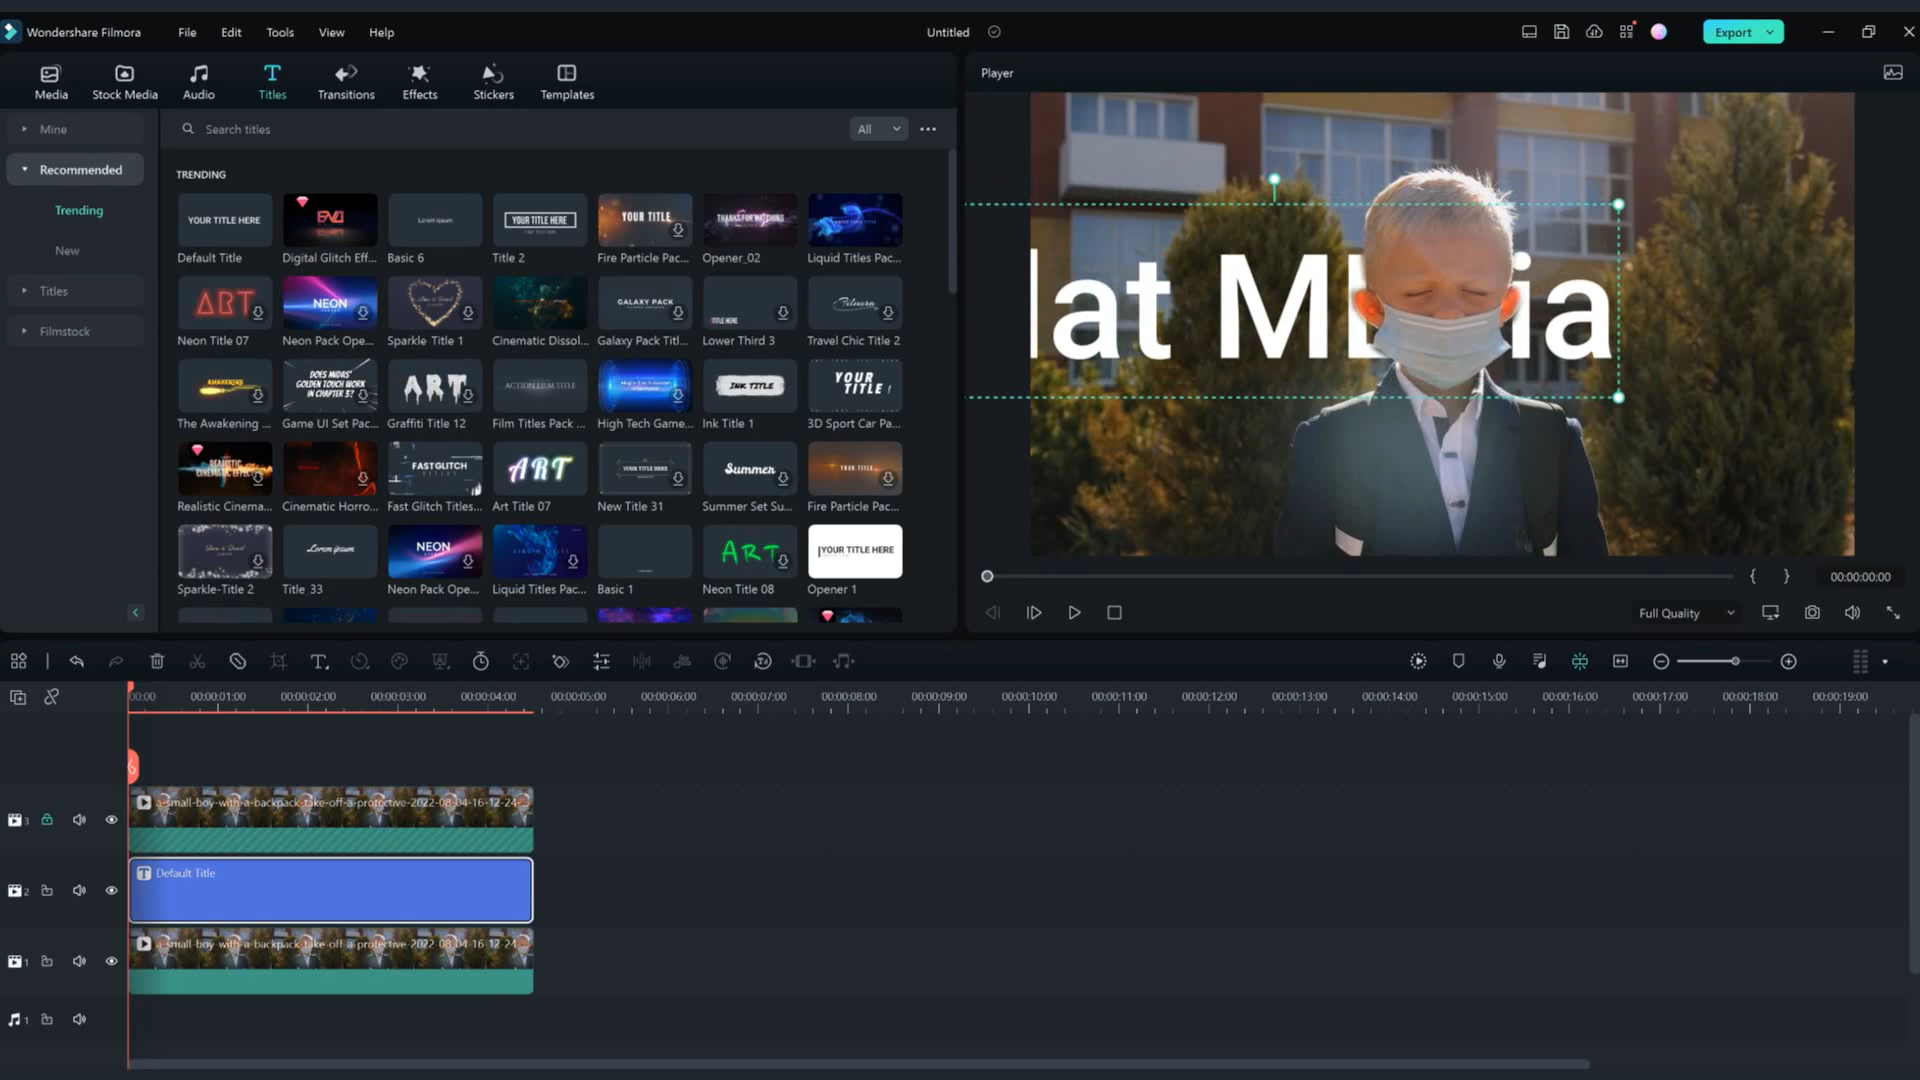 Wondershare Filmora
File Edit Tools View Help
Untitled
Export
Media Stock Media Audio Titles Transitions Effects Stickers Templates
Player
Mine
Recommended
Trending
New
Titles
Filmstock
Search titles
All
TRENDING
YOUR TITLE HERE
Lorem ipsum
YOUR TITLE HERE
YOUR TITLE
THANKS FOR WATCHING
Default Title
Digital Glitch Eff...
Basic 6
Title 2
Fire Particle Pac...
Opener_02
Liquid Titles Pac...
ART
NEON
GALAXY PACK
TITLE HERE
Filmora
Neon Title 07
Neon Pack Ope...
Sparkle Title 1
Cinematic Dissol...
Galaxy Pack Titl...
Lower Third 3
Travel Chic Title 2
AWAKENING
DOES MIDAS' GOLDEN TOUCH WORK IN CHAPTER 3?
ART
ACTION FILM TITLE
INK TITLE
YOUR TITLE !
The Awakening ...
Game UI Set Pac...
Graffiti Title 12
Film Titles Pack ...
High Tech Game...
Ink Title 1
3D Sport Car Pa...
FAST GLITCH
ART
YOUR TITLE HERE
Summer
YOUR TITLE
Realistic Cinema...
Cinematic Horro...
Fast Glitch Titles...
Art Title 07
New Title 31
Summer Set Su...
Fire Particle Pac...
Lorem ipsum
NEON
ART
YOUR TITLE HERE
Sparkle-Title 2
Title 33
Neon Pack Ope...
Liquid Titles Pac...
Basic 1
Neon Title 08
Opener 1
lat M ia
00:00:00:00
Full Quality
00:00 00:00:01:00 00:00:02:00 00:00:03:00 00:00:04:00 00:00:05:00 00:00:06:00 00:00:07:00 00:00:08:00 00:00:09:00 00:00:10:00 00:00:11:00 00:00:12:00 00:00:13:00 00:00:14:00 00:00:15:00 00:00:16:00 00:00:17:00 00:00:18:00 00:00:19:00
3
a-small-boy-with-a-backpack-take-off-a-protective-2022-08-04-16-12-24-...
2
Default Title
1
a-small-boy-with-a-backpack-take-off-a-protective-2022-08-04-16-12-24-...
1